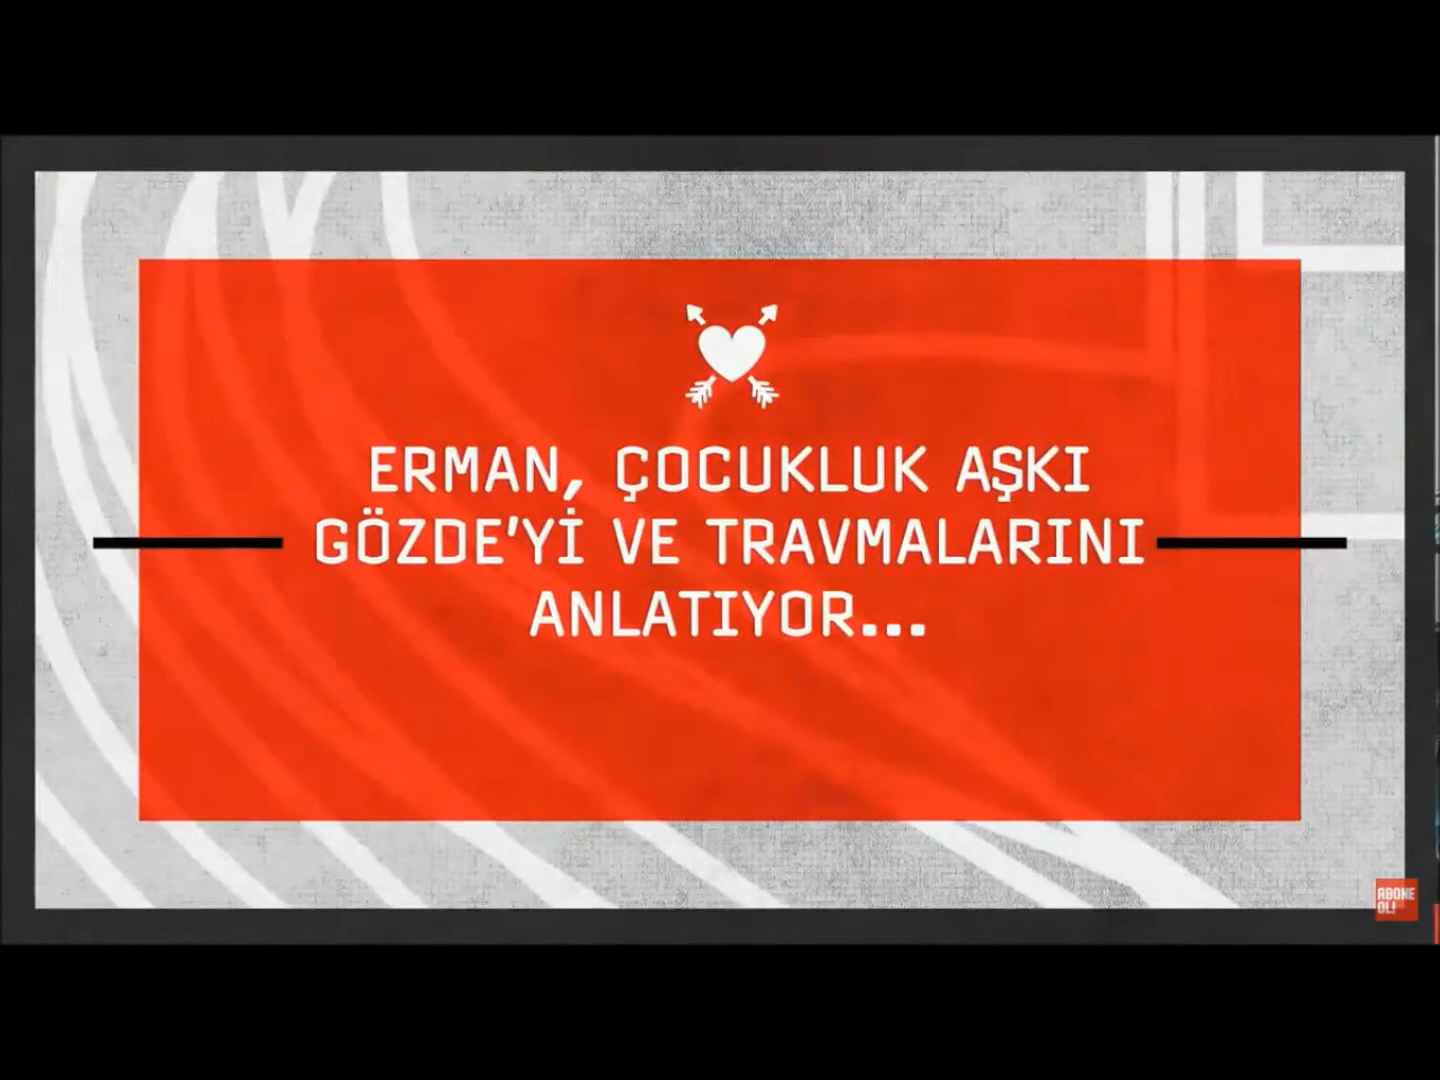 ERMAN, ÇOCUKLUK AŞKI
GÖZDE'Yİ VE TRAVMALARINI
ANLATIYOR...
ABONE
OL!